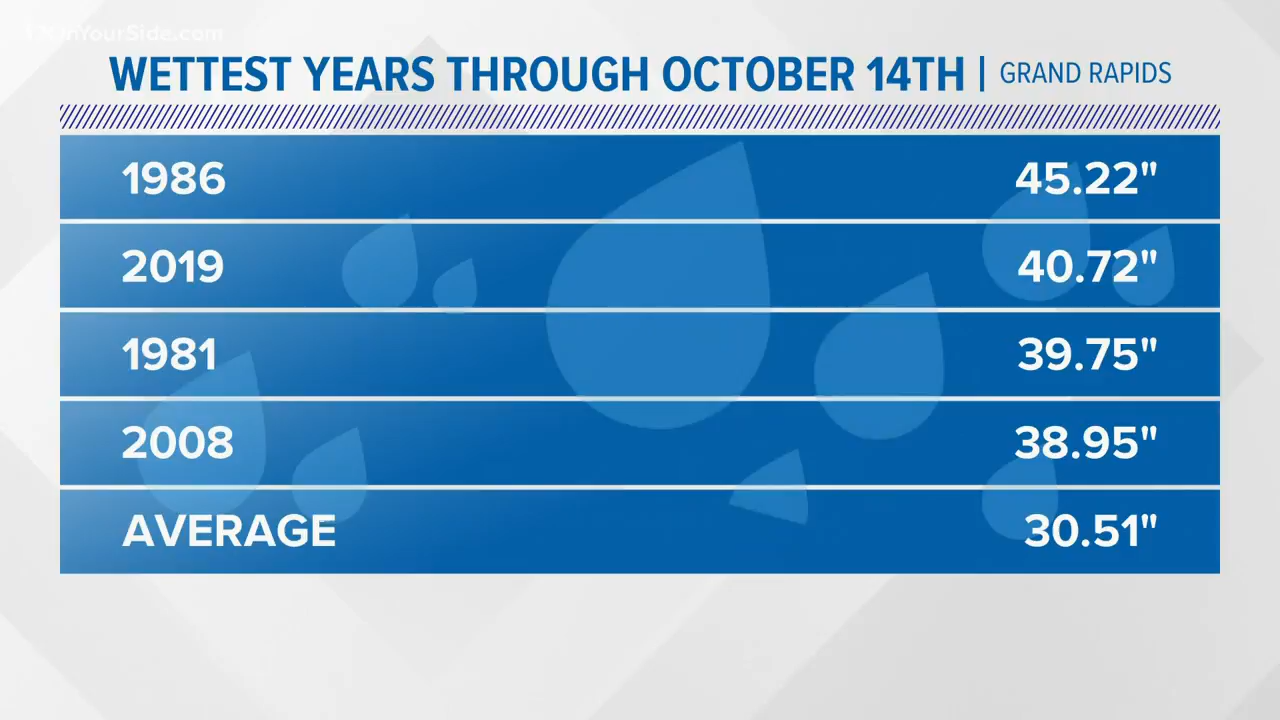 WETTEST YEARS THROUGH OCTOBER 14TH | GRAND RAPIDS
1986 45.22"
2019 40.72"
1981 39.75"
2008 38.95"
AVERAGE 30.51"